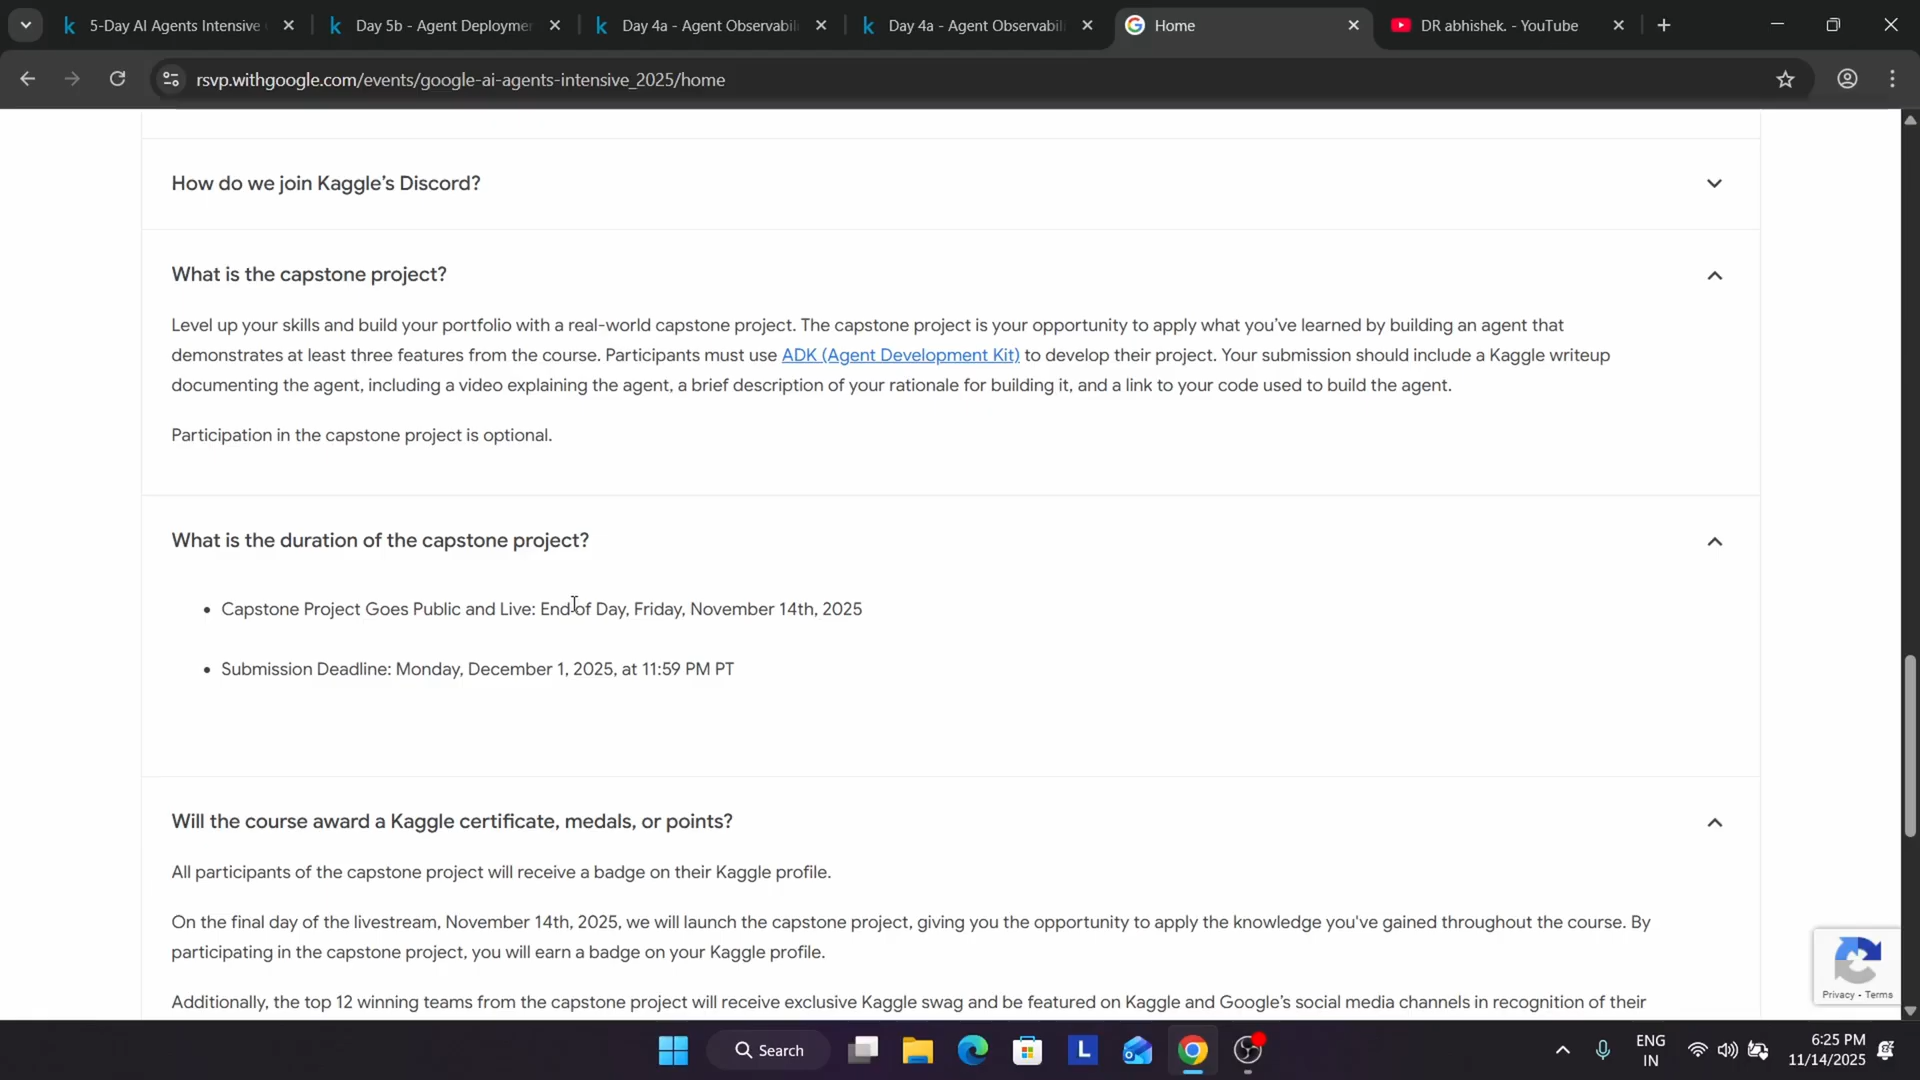 5-Day AI Agents Intensive
Day 5b - Agent Deployme
Day 4a - Agent Observabil
Day 4a - Agent Observabil
Home
DR abhishek. - YouTube
rsvp.withgoogle.com/events/google-ai-agents-intensive_2025/home
How do we join Kaggle’s Discord?
What is the capstone project?
Level up your skills and build your portfolio with a real-world capstone project. The capstone project is your opportunity to apply what you’ve learned by building an agent that
demonstrates at least three features from the course. Participants must use ADK (Agent Development Kit) to develop their project. Your submission should include a Kaggle writeup
documenting the agent, including a video explaining the agent, a brief description of your rationale for building it, and a link to your code used to build the agent.
Participation in the capstone project is optional.
What is the duration of the capstone project?
• Capstone Project Goes Public and Live: End of Day, Friday, November 14th, 2025
• Submission Deadline: Monday, December 1, 2025, at 11:59 PM PT
Will the course award a Kaggle certificate, medals, or points?
All participants of the capstone project will receive a badge on their Kaggle profile.
On the final day of the livestream, November 14th, 2025, we will launch the capstone project, giving you the opportunity to apply the knowledge you've gained throughout the course. By
participating in the capstone project, you will earn a badge on your Kaggle profile.
Additionally, the top 12 winning teams from the capstone project will receive exclusive Kaggle swag and be featured on Kaggle and Google’s social media channels in recognition of their
Privacy - Terms
Search
ENG
IN
6:25 PM
11/14/2025